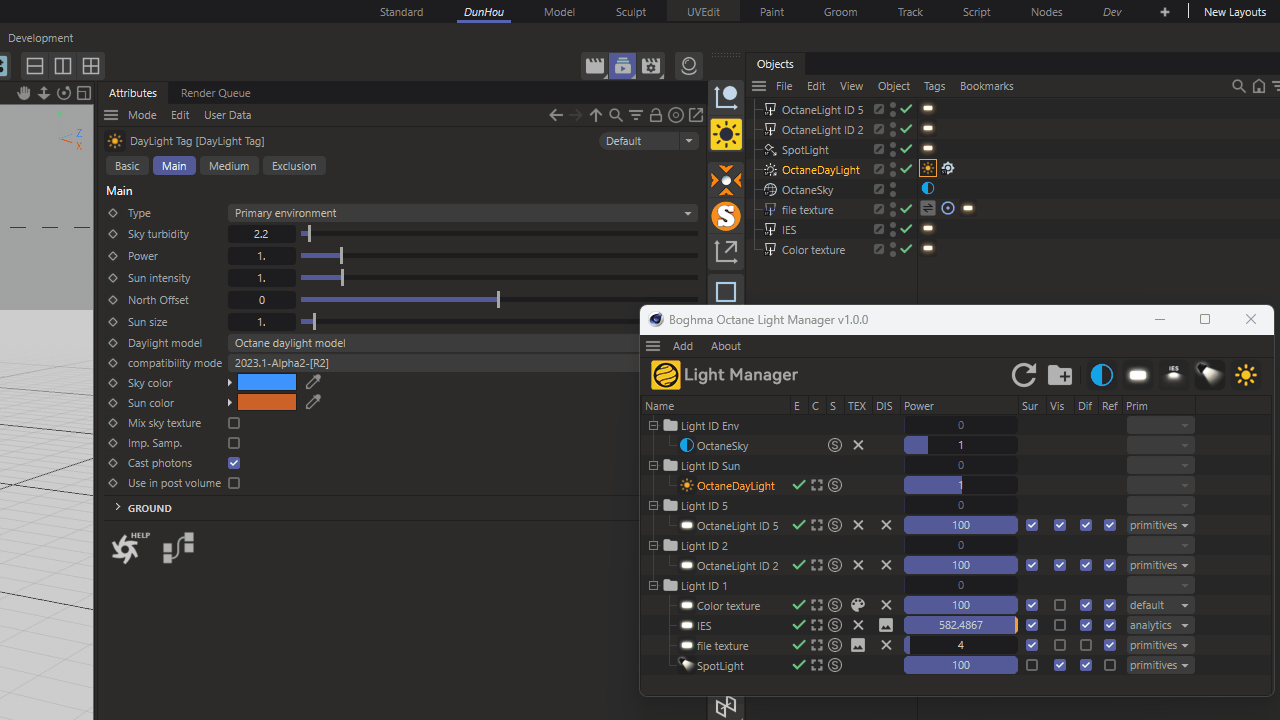 Standard DunHou Model Sculpt UVEdit Paint Groom Track Script Nodes Dev + New Layouts
Development
Attributes Render Queue
Mode Edit User Data
DayLight Tag [DayLight Tag] Default
Basic Main Medium Exclusion
Main
Type Primary environment
Sky turbidity 2.2
Power 1.
Sun intensity 1.
North Offset 0
Sun size 1.
Daylight model Octane daylight model
compatibility mode 2023.1-Alpha2-[R2]
Sky color
Sun color
Mix sky texture
Imp. Samp.
Cast photons
Use in post volume
GROUND
HELP
Z
X
Y
S
Objects
File Edit View Object Tags Bookmarks
OctaneLight ID 5
OctaneLight ID 2
SpotLight
OctaneDayLight
OctaneSky
file texture
IES
Color texture
Boghma Octane Light Manager v1.0.0
Add About
Light Manager IES
Name E C S TEX DIS Power Sur Vis Dif Ref Prim
Light ID Env 0
OctaneSky S 1
Light ID Sun 0
OctaneDayLight S 1
Light ID 5 0
OctaneLight ID 5 S 100 primitives
Light ID 2 0
OctaneLight ID 2 S 100 primitives
Light ID 1 0
Color texture S 100 default
IES S 582.4867 analytics
file texture S 4 primitives
SpotLight S 100 primitives